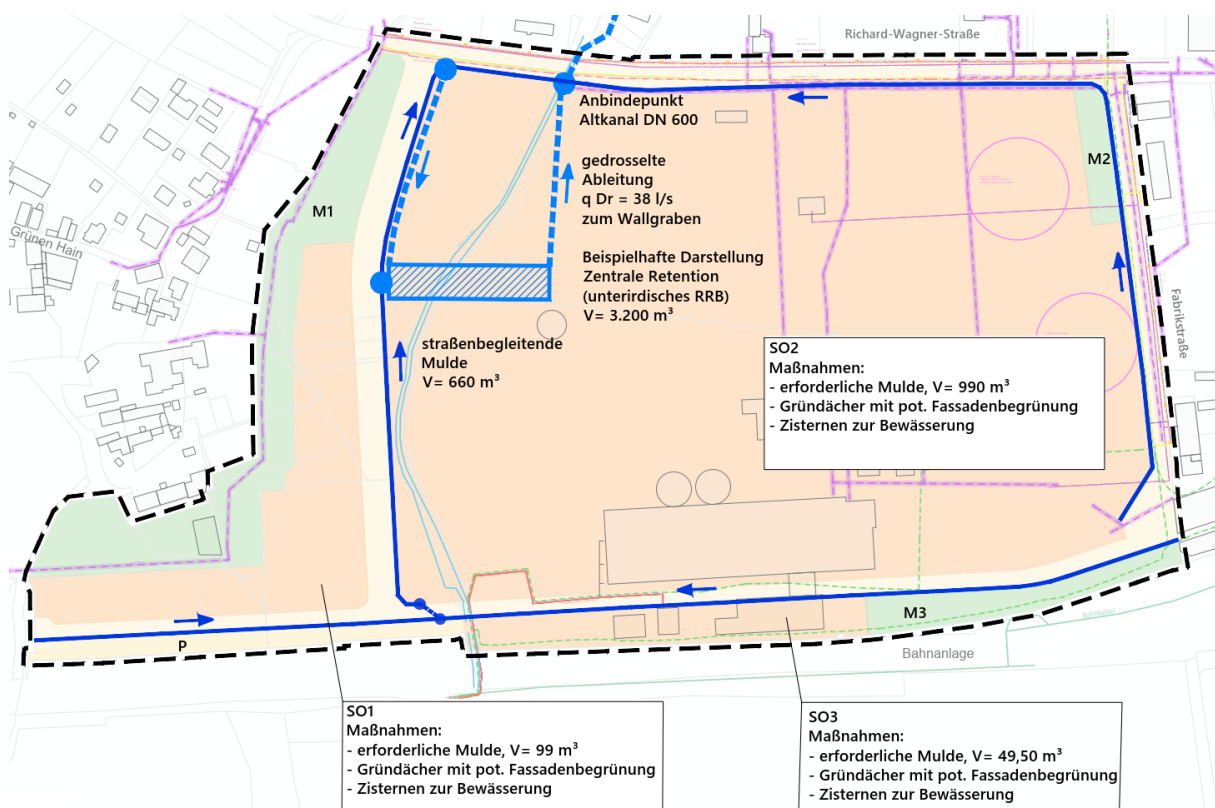 Richard-Wagner-Straße
Anbindepunkt
Altkanal DN 600
gedrosselte
Ableitung
q Dr = 38 l/s
zum Wallgraben
M2
M1
Grünen Hain
Beispielhafte Darstellung
Zentrale Retention
(unterirdisches RRB)
V= 3.200 m³
Fabrikstraße
straßenbegleitende
Mulde
V= 660 m³
SO2
Maßnahmen:
- erforderliche Mulde, V= 990 m³
- Gründächer mit pot. Fassadenbegrünung
- Zisternen zur Bewässerung
M3
P
Bahnanlage
SO1
Maßnahmen:
- erforderliche Mulde, V= 99 m³
- Gründächer mit pot. Fassadenbegrünung
- Zisternen zur Bewässerung
SO3
Maßnahmen:
- erforderliche Mulde, V= 49,50 m³
- Gründächer mit pot. Fassadenbegrünung
- Zisternen zur Bewässerung